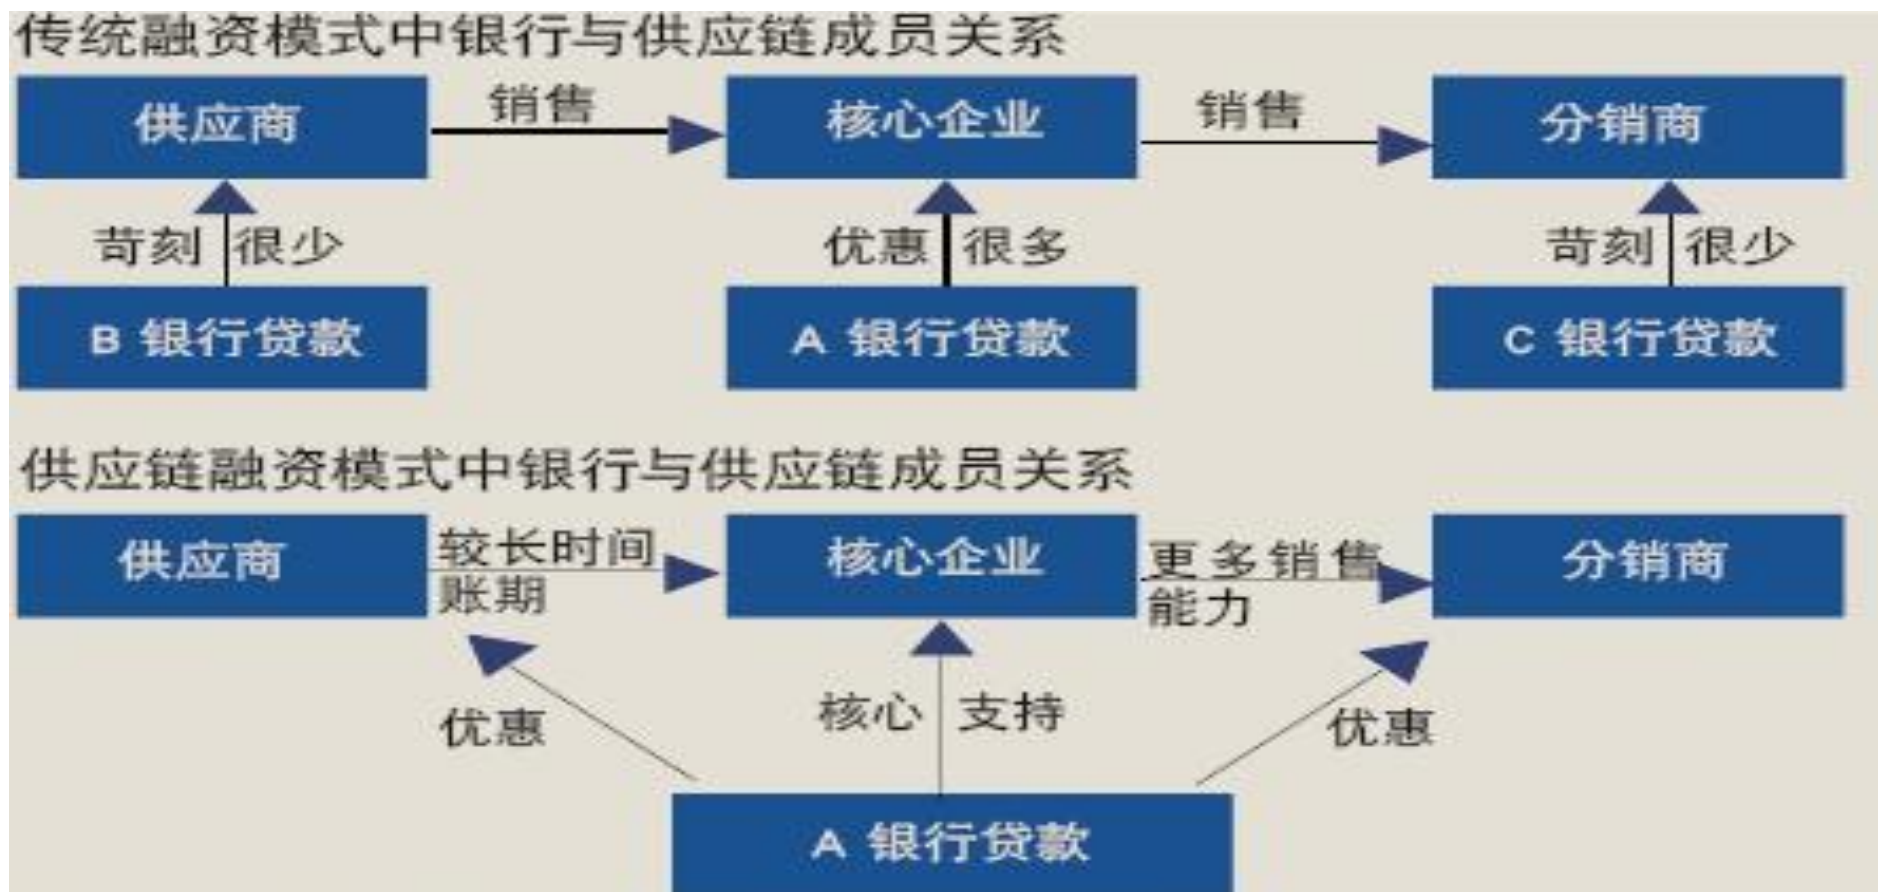 传统融资模式中银行与供应链成员关系
供应商
销售
核心企业
销售
分销商
苛刻 很少
优惠 很多
苛刻 很少
B 银行贷款
A 银行贷款
C 银行贷款
供应链融资模式中银行与供应链成员关系
供应商
较长时间
账期
核心企业
更多销售
能力
分销商
优惠
核心 支持
优惠
A 银行贷款